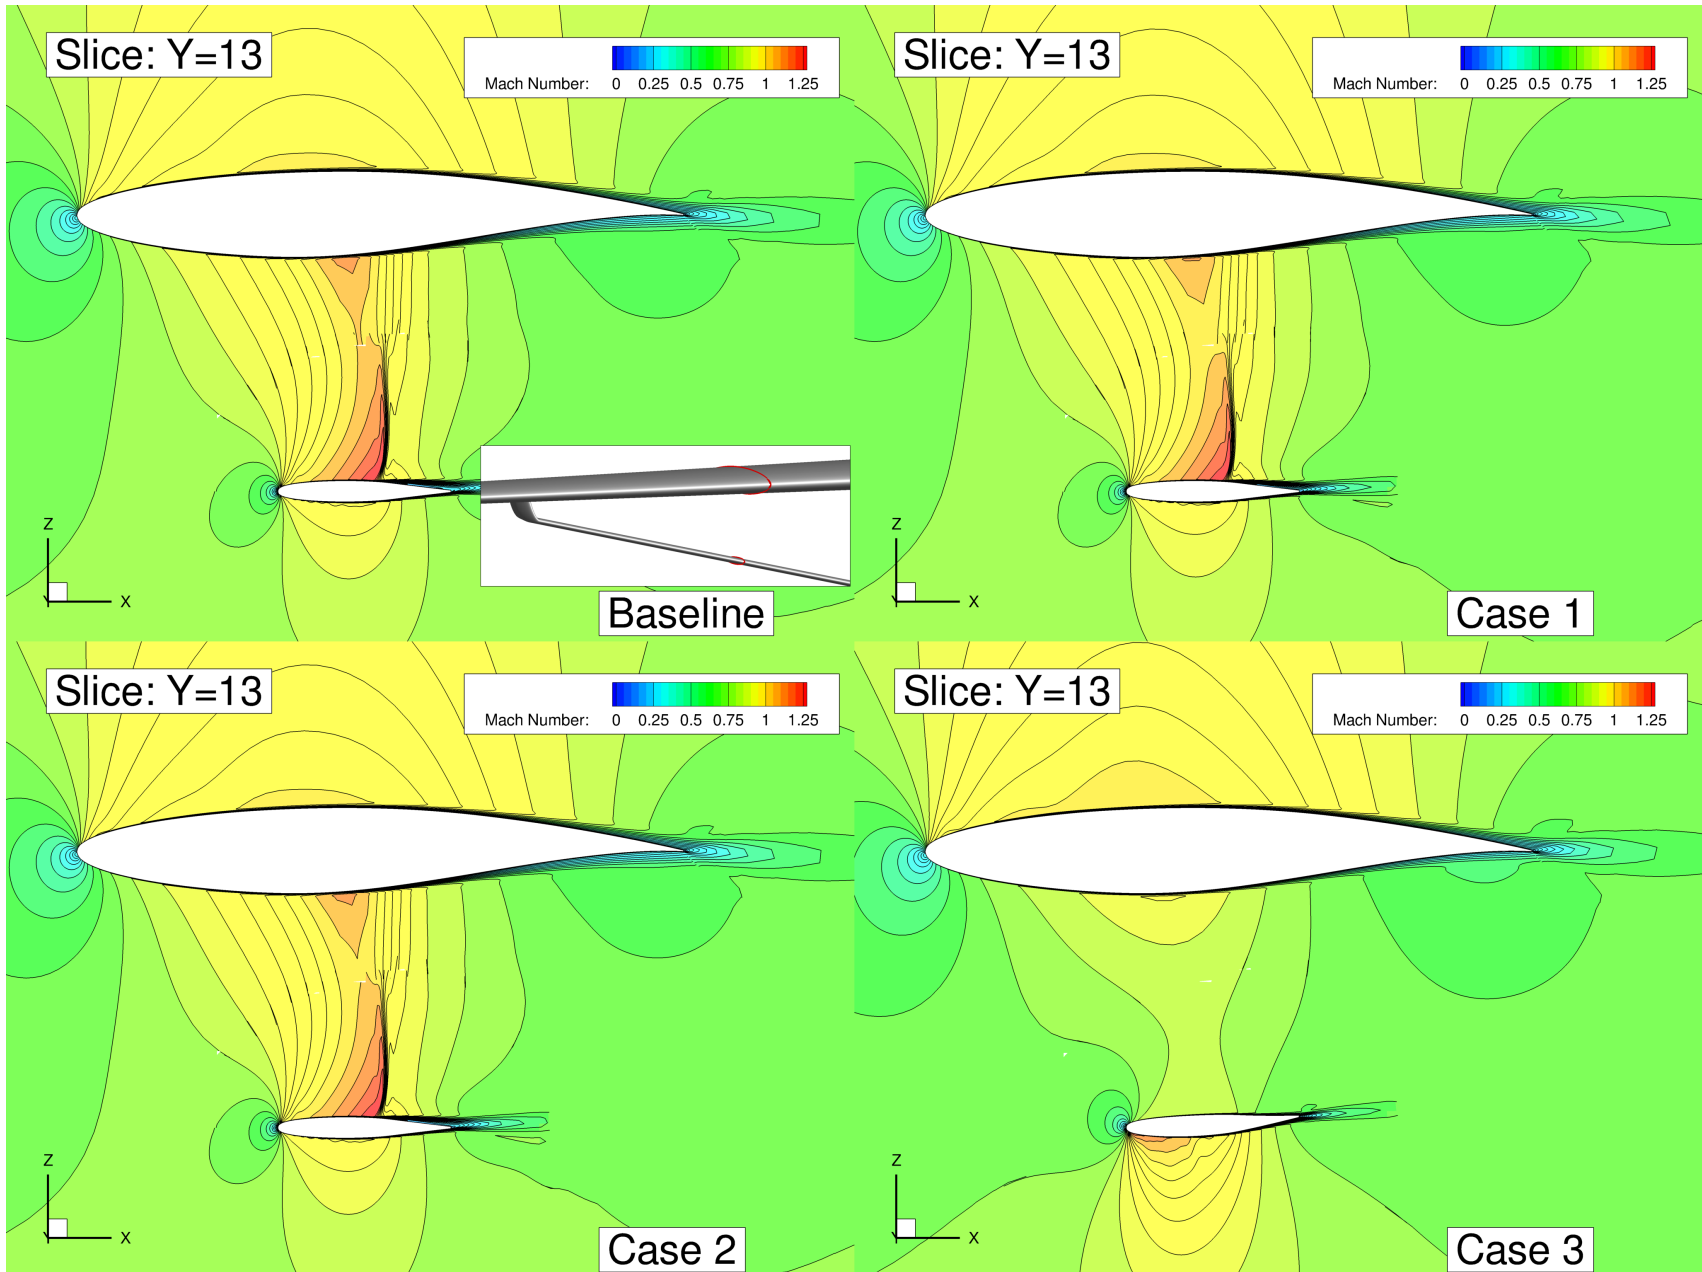 Slice: Y=13
Mach Number: 0 0.25 0.5 0.75 1 1.25
Z
Y X
Baseline
Slice: Y=13
Mach Number: 0 0.25 0.5 0.75 1 1.25
Z
Y X
Case 1
Slice: Y=13
Mach Number: 0 0.25 0.5 0.75 1 1.25
Z
Y X
Case 2
Slice: Y=13
Mach Number: 0 0.25 0.5 0.75 1 1.25
Z
Y X
Case 3